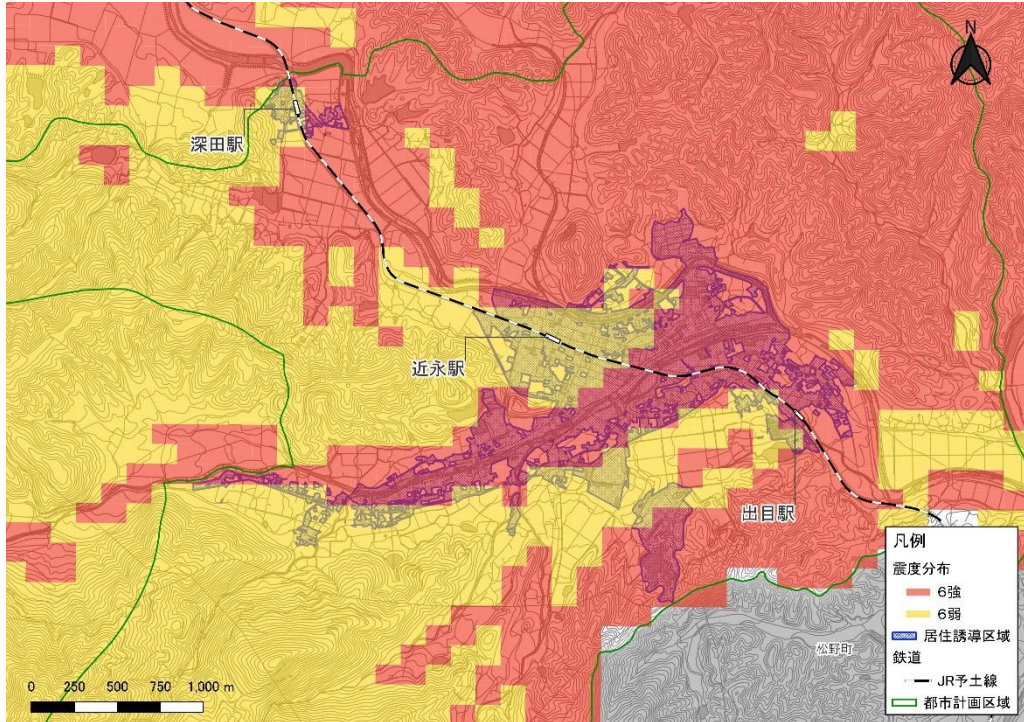 N
深田駅
近永駅
出目駅
松野町
0 250 500 750 1,000 m
凡例
震度分布
6強
6弱
居住誘導区域
鉄道
JR予土線
都市計画区域